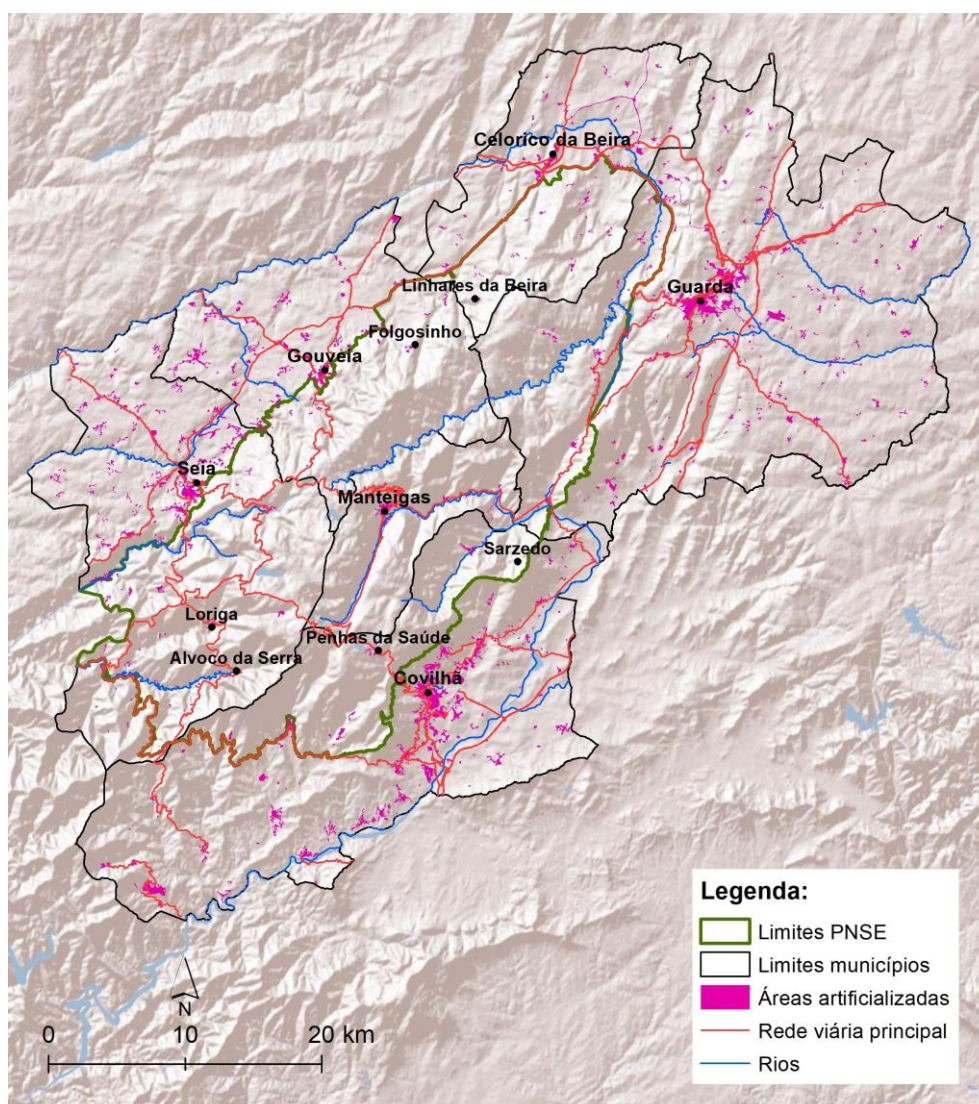 Celorico da Beira
Linhares da Beira
Guarda
Folgosinho
Gouveia
Seia
Manteigas
Sarzedo
Loriga
Penhas da Saúde
Alvoco da Serra
Covilhã
N
0 10 20 km
Legenda:
Limites PNSE
Limites municípios
Áreas artificializadas
Rede viária principal
Rios